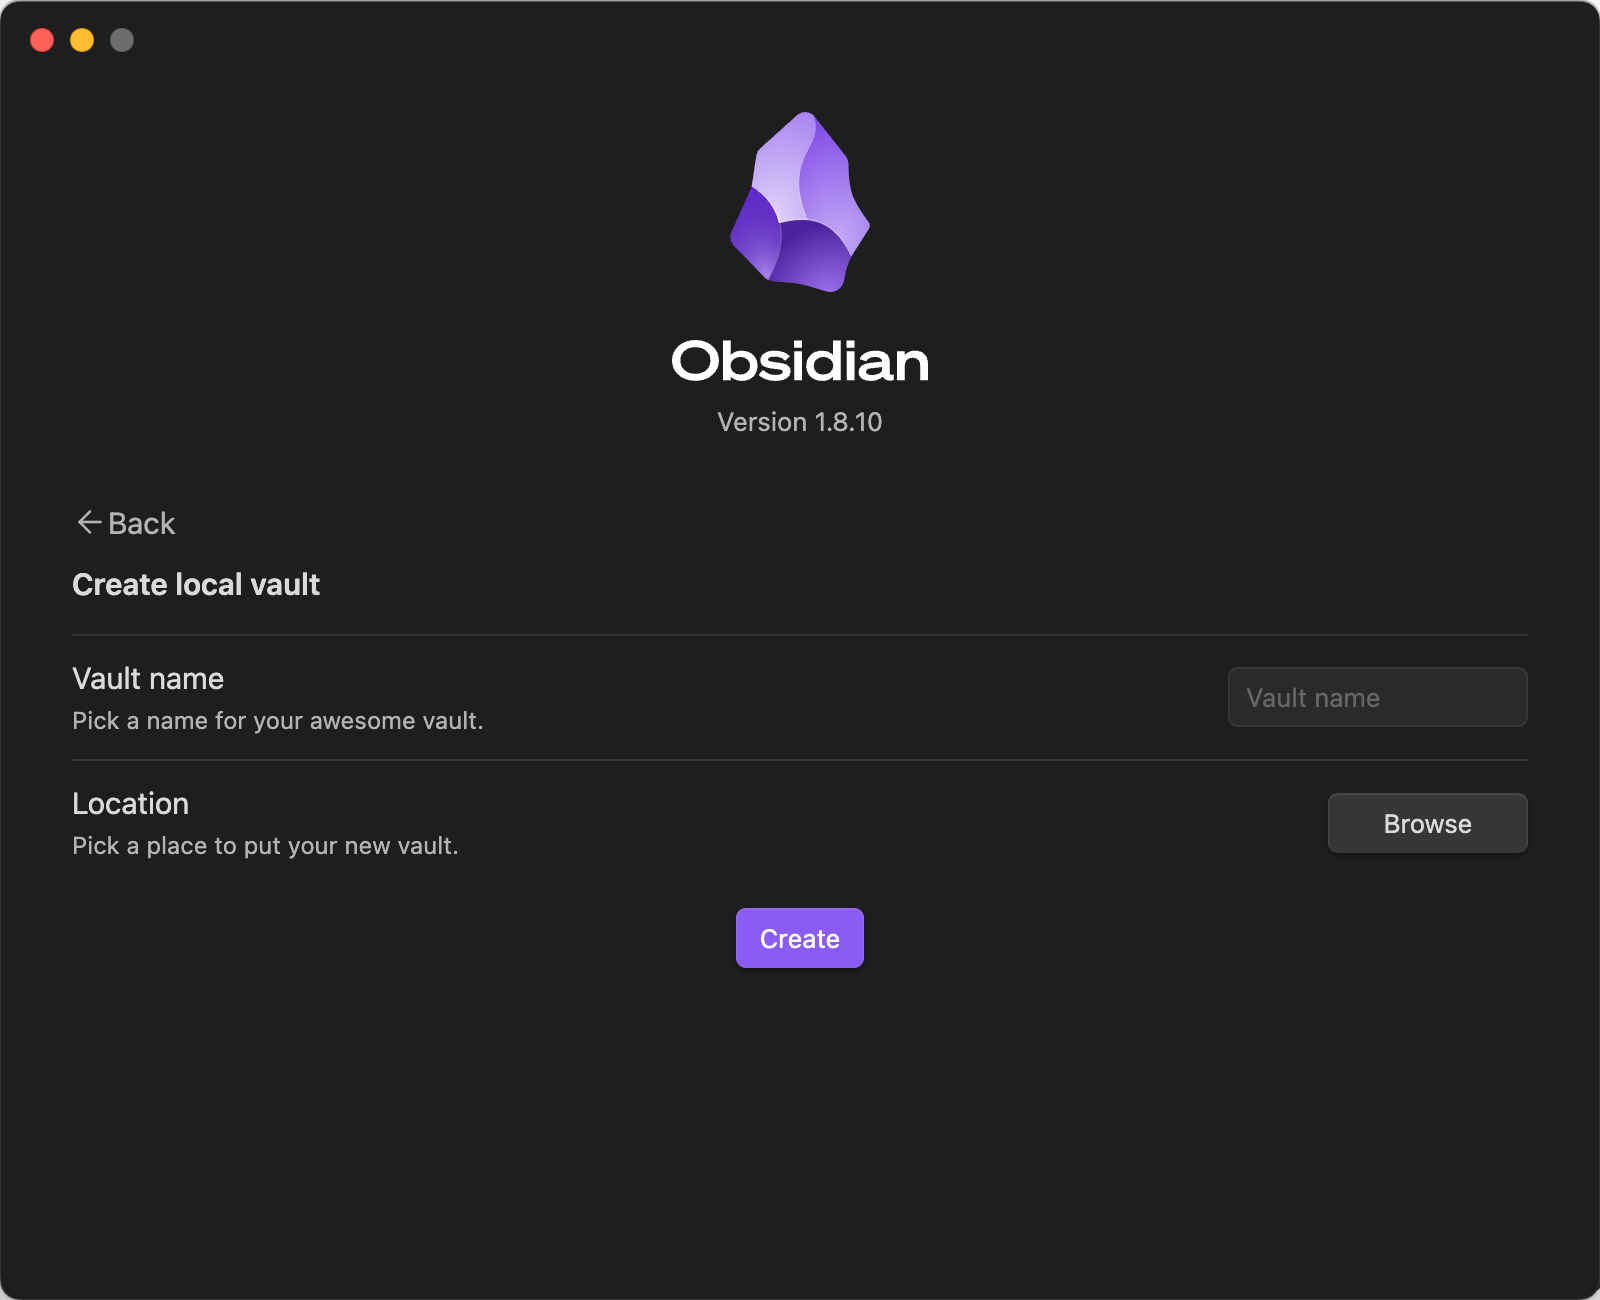 Obsidian
Version 1.8.10
Back
Create local vault
Vault name
Pick a name for your awesome vault.
Vault name
Location
Pick a place to put your new vault.
Browse
Create